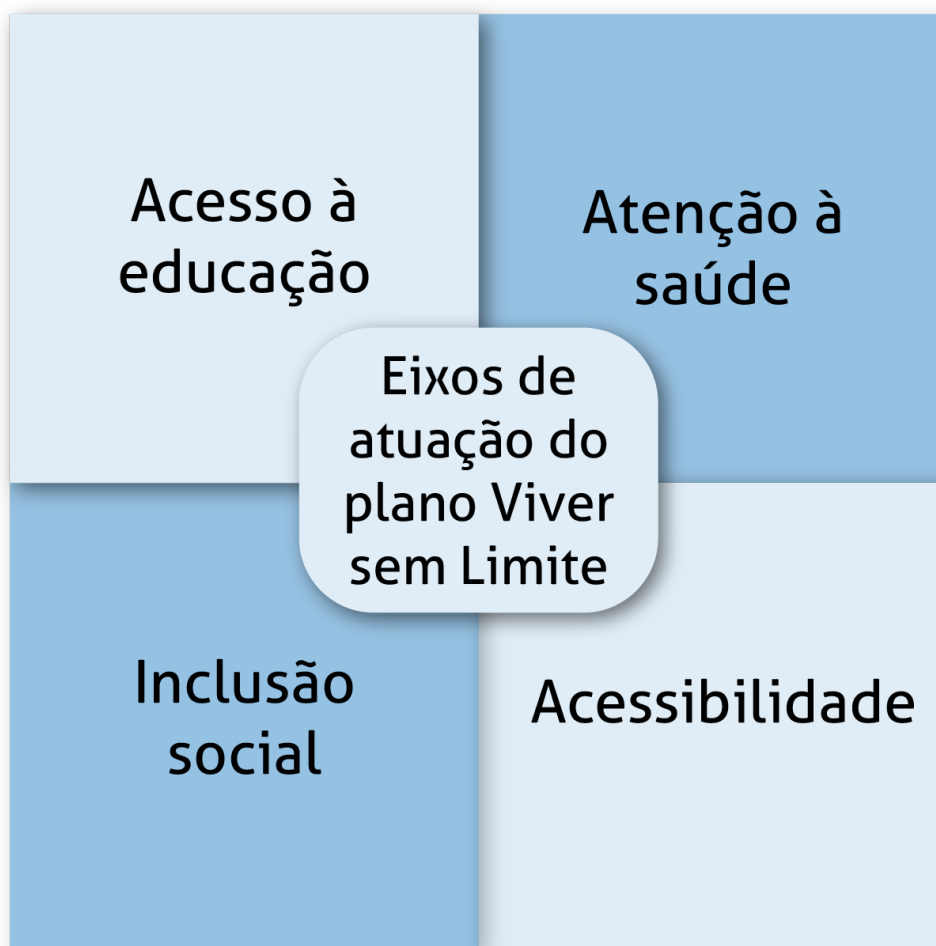 Acesso à
educação
Atenção à
saúde
Eixos de
atuação do
plano Viver
sem Limite
Inclusão
social
Acessibilidade